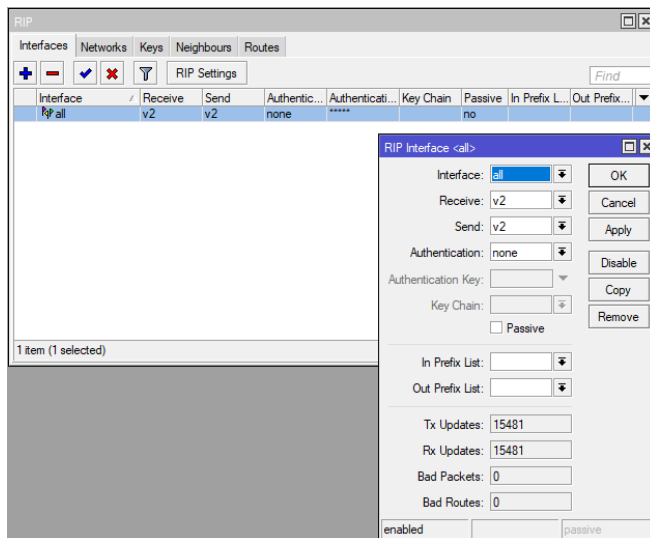 RIP
Interfaces Networks Keys Neighbours Routes
RIP Settings Find
Interface Receive Send Authentic... Authenticati... Key Chain Passive In Prefix L... Out Prefix...
all v2 v2 none ***** no
1 item (1 selected)
RIP Interface <all>
Interface: all OK
Receive: v2 Cancel
Send: v2 Apply
Authentication: none Disable
Authentication Key: Copy
Key Chain: Remove
Passive
In Prefix List:
Out Prefix List:
Tx Updates: 15481
Rx Updates: 15481
Bad Packets: 0
Bad Routes: 0
enabled passive